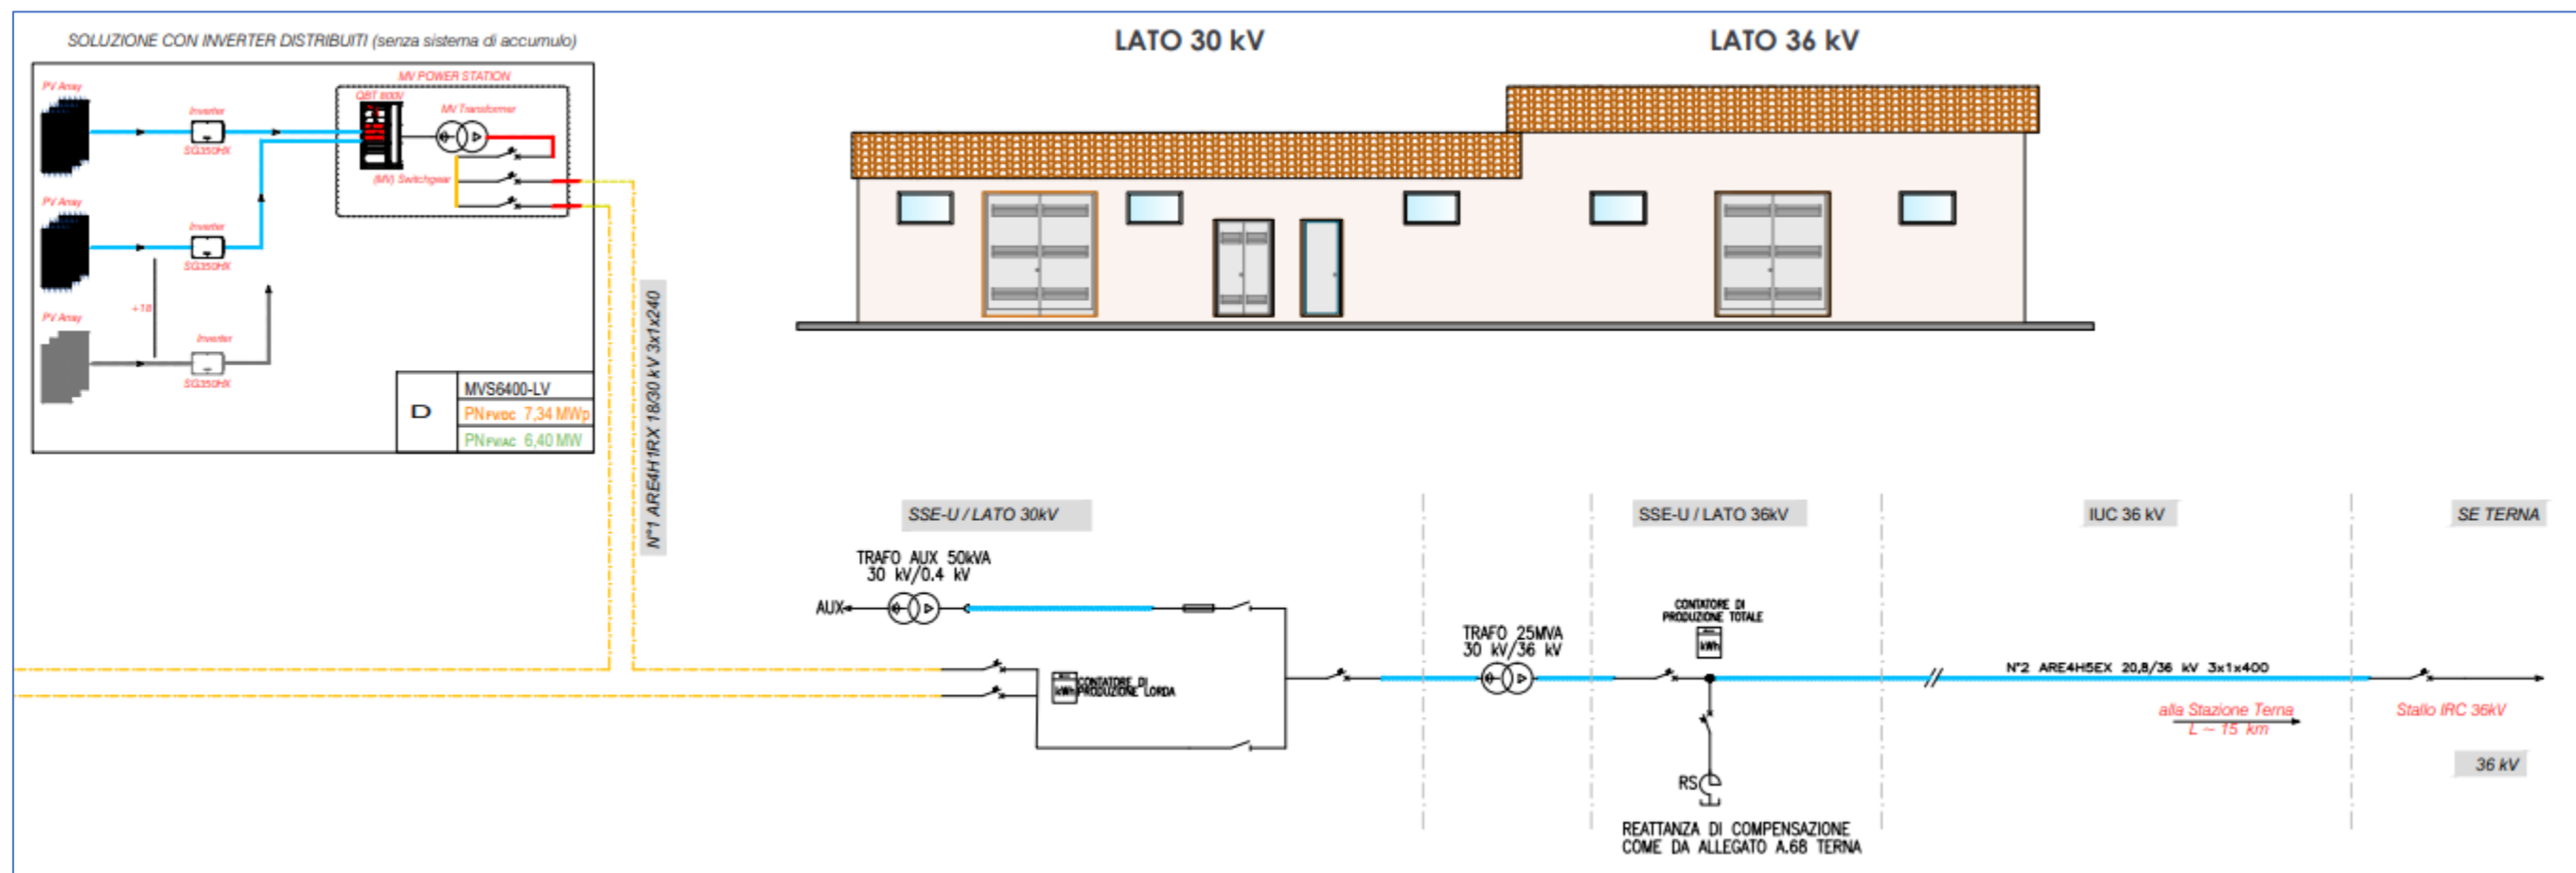 SOLUZIONE CON INVERTER DISTRIBUITI (senza sistema di accumulo)
PV Array
Inverter
SG350HX
MV POWER STATION
QBT 800V
MV Transformer
(MV) Switchgear
PV Array
Inverter
SG350HX
+18
PV Array
Inverter
SG350HX
D
MVS6400-LV
PNFV/DC 7,34 MWp
PNFV/AC 6,40 MW
N°1 ARE4H1RX 18/30 kV 3x1x240
LATO 30 kV
LATO 36 kV
SSE-U / LATO 30kV
SSE-U / LATO 36kV
IUC 36 kV
SE TERNA
TRAFO AUX 50kVA
30 kV/0.4 kV
AUX
kWh
CONTATORE DI
PRODUZIONE LORDA
TRAFO 25MVA
30 kV/36 kV
CONTATORE DI
PRODUZIONE TOTALE
kWh
RS
REATTANZA DI COMPENSAZIONE
COME DA ALLEGATO A.68 TERNA
N°2 ARE4H5EX 20,8/36 kV 3x1x400
alla Stazione Terna
L ~ 15 km
Stallo IRC 36kV
36 kV